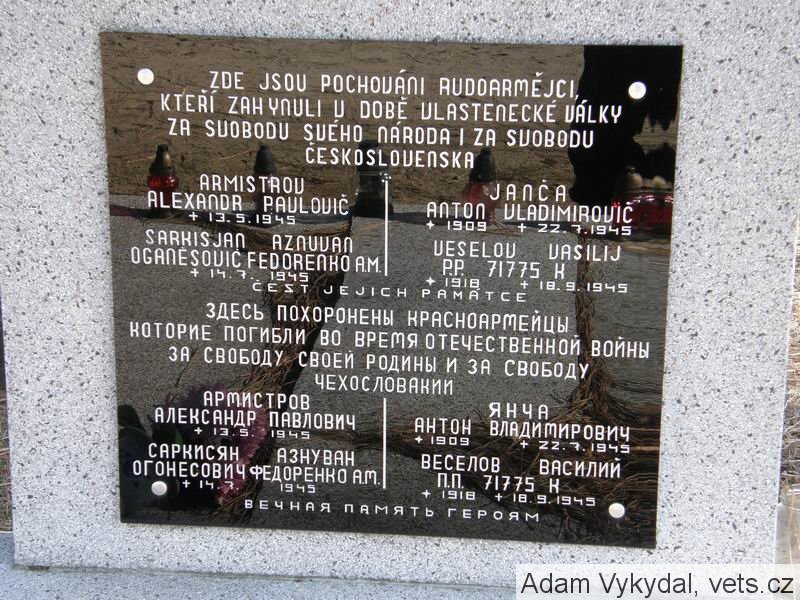 ZDE JSOU POCHOVÁNI RUDOARMĚJCI,
KTEŘÍ ZAHYNULI V DOBĚ VLASTENECKÉ VÁLKY
ZA SVOBODU SVÉHO NÁRODA I ZA SVOBODU
ČESKOSLOVENSKA
ARMISTROV
ALEXANDR PAVLOVIČ
+ 13.5.1945
SARKISJAN AZNUVAN
OGANĚSOVIČ FEDORENKO A.M.
+ 14.7. 1945
JANČA
ANTON VLADIMIROVIČ
✦ 1909 + 22.7.1945
VESELOV VASILIJ
P.P. 71775 K
✦ 1918 + 18.9.1945
ČEST JEJICH PAMÁTCE
ЗДЕСЬ ПОХОРОНЕНЫ КРАСНОАРМЕЙЦЫ
КОТОРИЕ ПОГИБЛИ ВО ВРЕМЯ ОТЕЧЕСТВЕННОЙ ВОЙНЫ
ЗА СВОБОДУ СВОЕЙ РОДИНЫ И ЗА СВОБОДУ
ЧЕХОСЛОВАКИИ
АРМИСТРОВ
АЛЕКСАНДР ПАВЛОВИЧ
+ 13.5. 1945
САРКИСЯН АЗНУВАН
ОГОНЕСОВИЧ ФЕДОРЕНКО А.М.
+ 14.7. 1945
ЯНЧА
АНТОН ВЛАДИМИРОВИЧ
✦ 1909 + 22.7.1945
ВЕСЕЛОВ ВАСИЛИЙ
П.П. 71775 К
✦ 1918 + 18.9.1945
ВЕЧНАЯ ПАМЯТЬ ГЕРОЯМ
Adam Vykydal, vets.cz